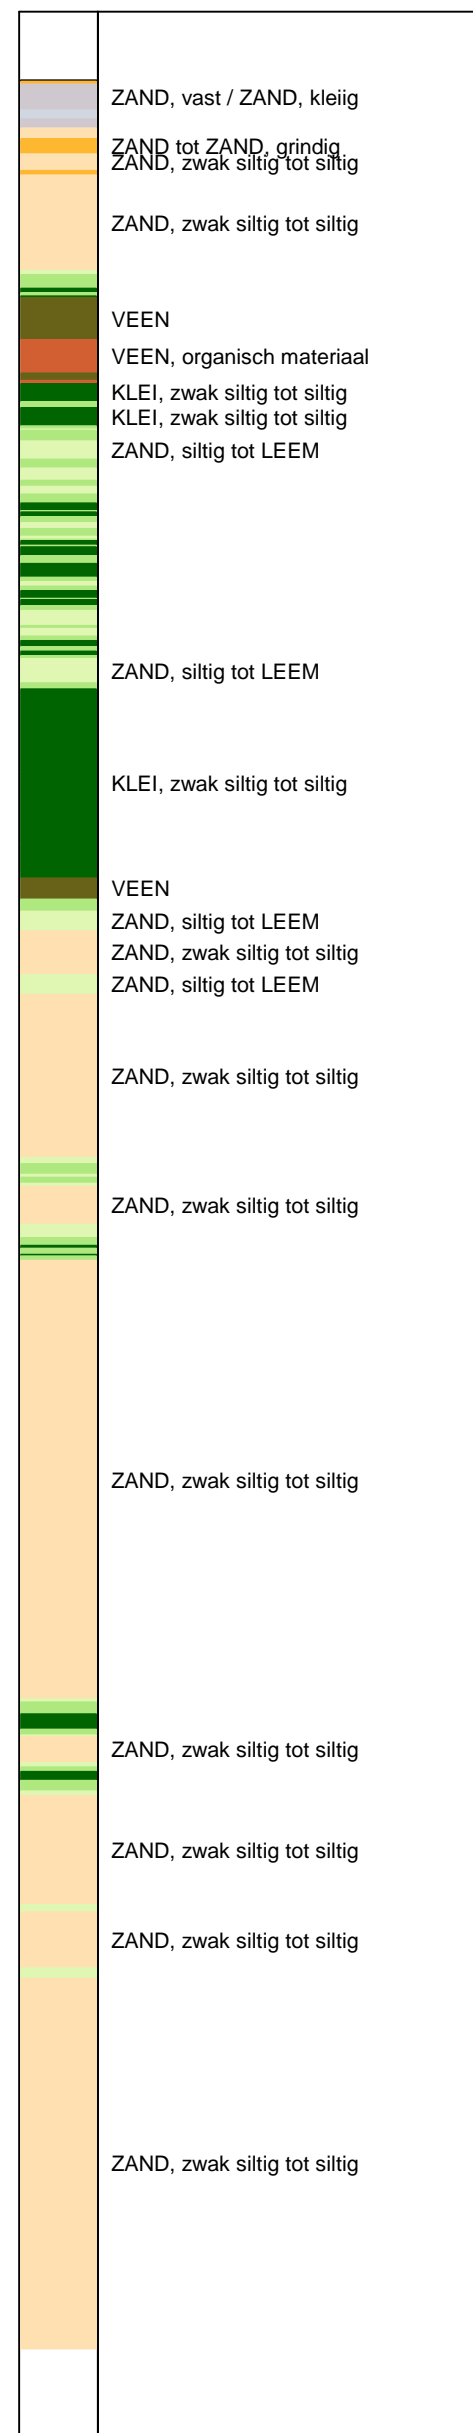 ZAND, vast / ZAND, kleiig
ZAND tot ZAND, grindig
ZAND, zwak siltig tot siltig
ZAND, zwak siltig tot siltig
VEEN
VEEN, organisch materiaal
KLEI, zwak siltig tot siltig
KLEI, zwak siltig tot siltig
ZAND, siltig tot LEEM
ZAND, siltig tot LEEM
KLEI, zwak siltig tot siltig
VEEN
ZAND, siltig tot LEEM
ZAND, zwak siltig tot siltig
ZAND, siltig tot LEEM
ZAND, zwak siltig tot siltig
ZAND, zwak siltig tot siltig
ZAND, zwak siltig tot siltig
ZAND, zwak siltig tot siltig
ZAND, zwak siltig tot siltig
ZAND, zwak siltig tot siltig
ZAND, zwak siltig tot siltig